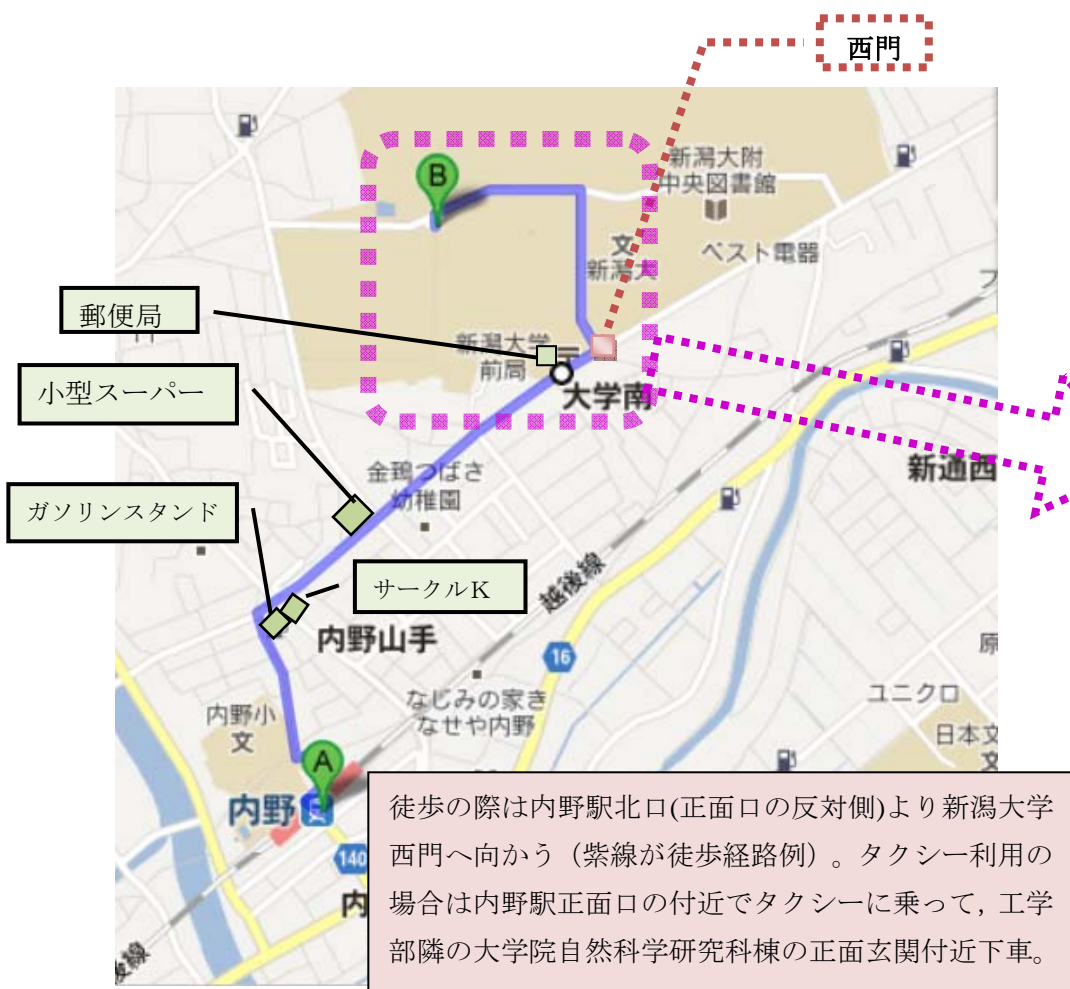 西門
B
新潟大附
中央図書館
文
新潟大
ベスト電器
郵便局
新潟大学
前局
大学南
小型スーパー
金鵄つばさ
幼稚園
新通西
ガソリンスタンド
サークルK
越後線
内野山手
16
原
なじみの家き
なせや内野
ユニクロ
内野小
文
日本文
文
A
内野
140
内
後線
徒歩の際は内野駅北口(正面口の反対側)より新潟大学
西門へ向かう（紫線が徒歩経路例）。タクシー利用の
場合は内野駅正面口の付近でタクシーに乗って，工学
部隣の大学院自然科学研究科棟の正面玄関付近下車。